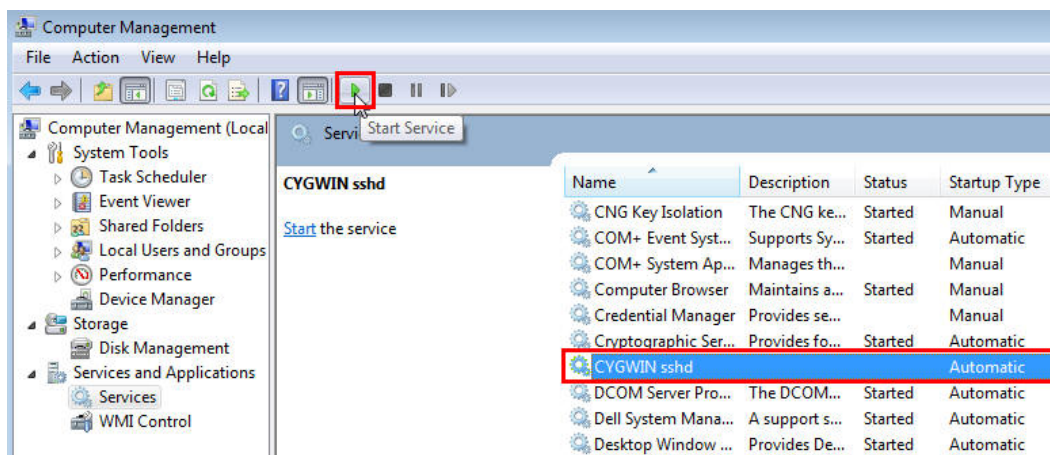 Computer Management
File Action View Help
Computer Management (Local
System Tools
Task Scheduler
Event Viewer
Shared Folders
Local Users and Groups
Performance
Device Manager
Storage
Disk Management
Services and Applications
Services
WMI Control
Servi
Start Service
CYGWIN sshd
Start the service
Name Description Status Startup Type
CNG Key Isolation The CNG ke... Started Manual
COM+ Event Syst... Supports Sy... Started Automatic
COM+ System Ap... Manages th... Manual
Computer Browser Maintains a... Started Manual
Credential Manager Provides se... Manual
Cryptographic Ser... Provides fo... Started Automatic
CYGWIN sshd Automatic
DCOM Server Pro... The DCOM... Started Automatic
Dell System Mana... A support s... Started Automatic
Desktop Window ... Provides De... Started Automatic